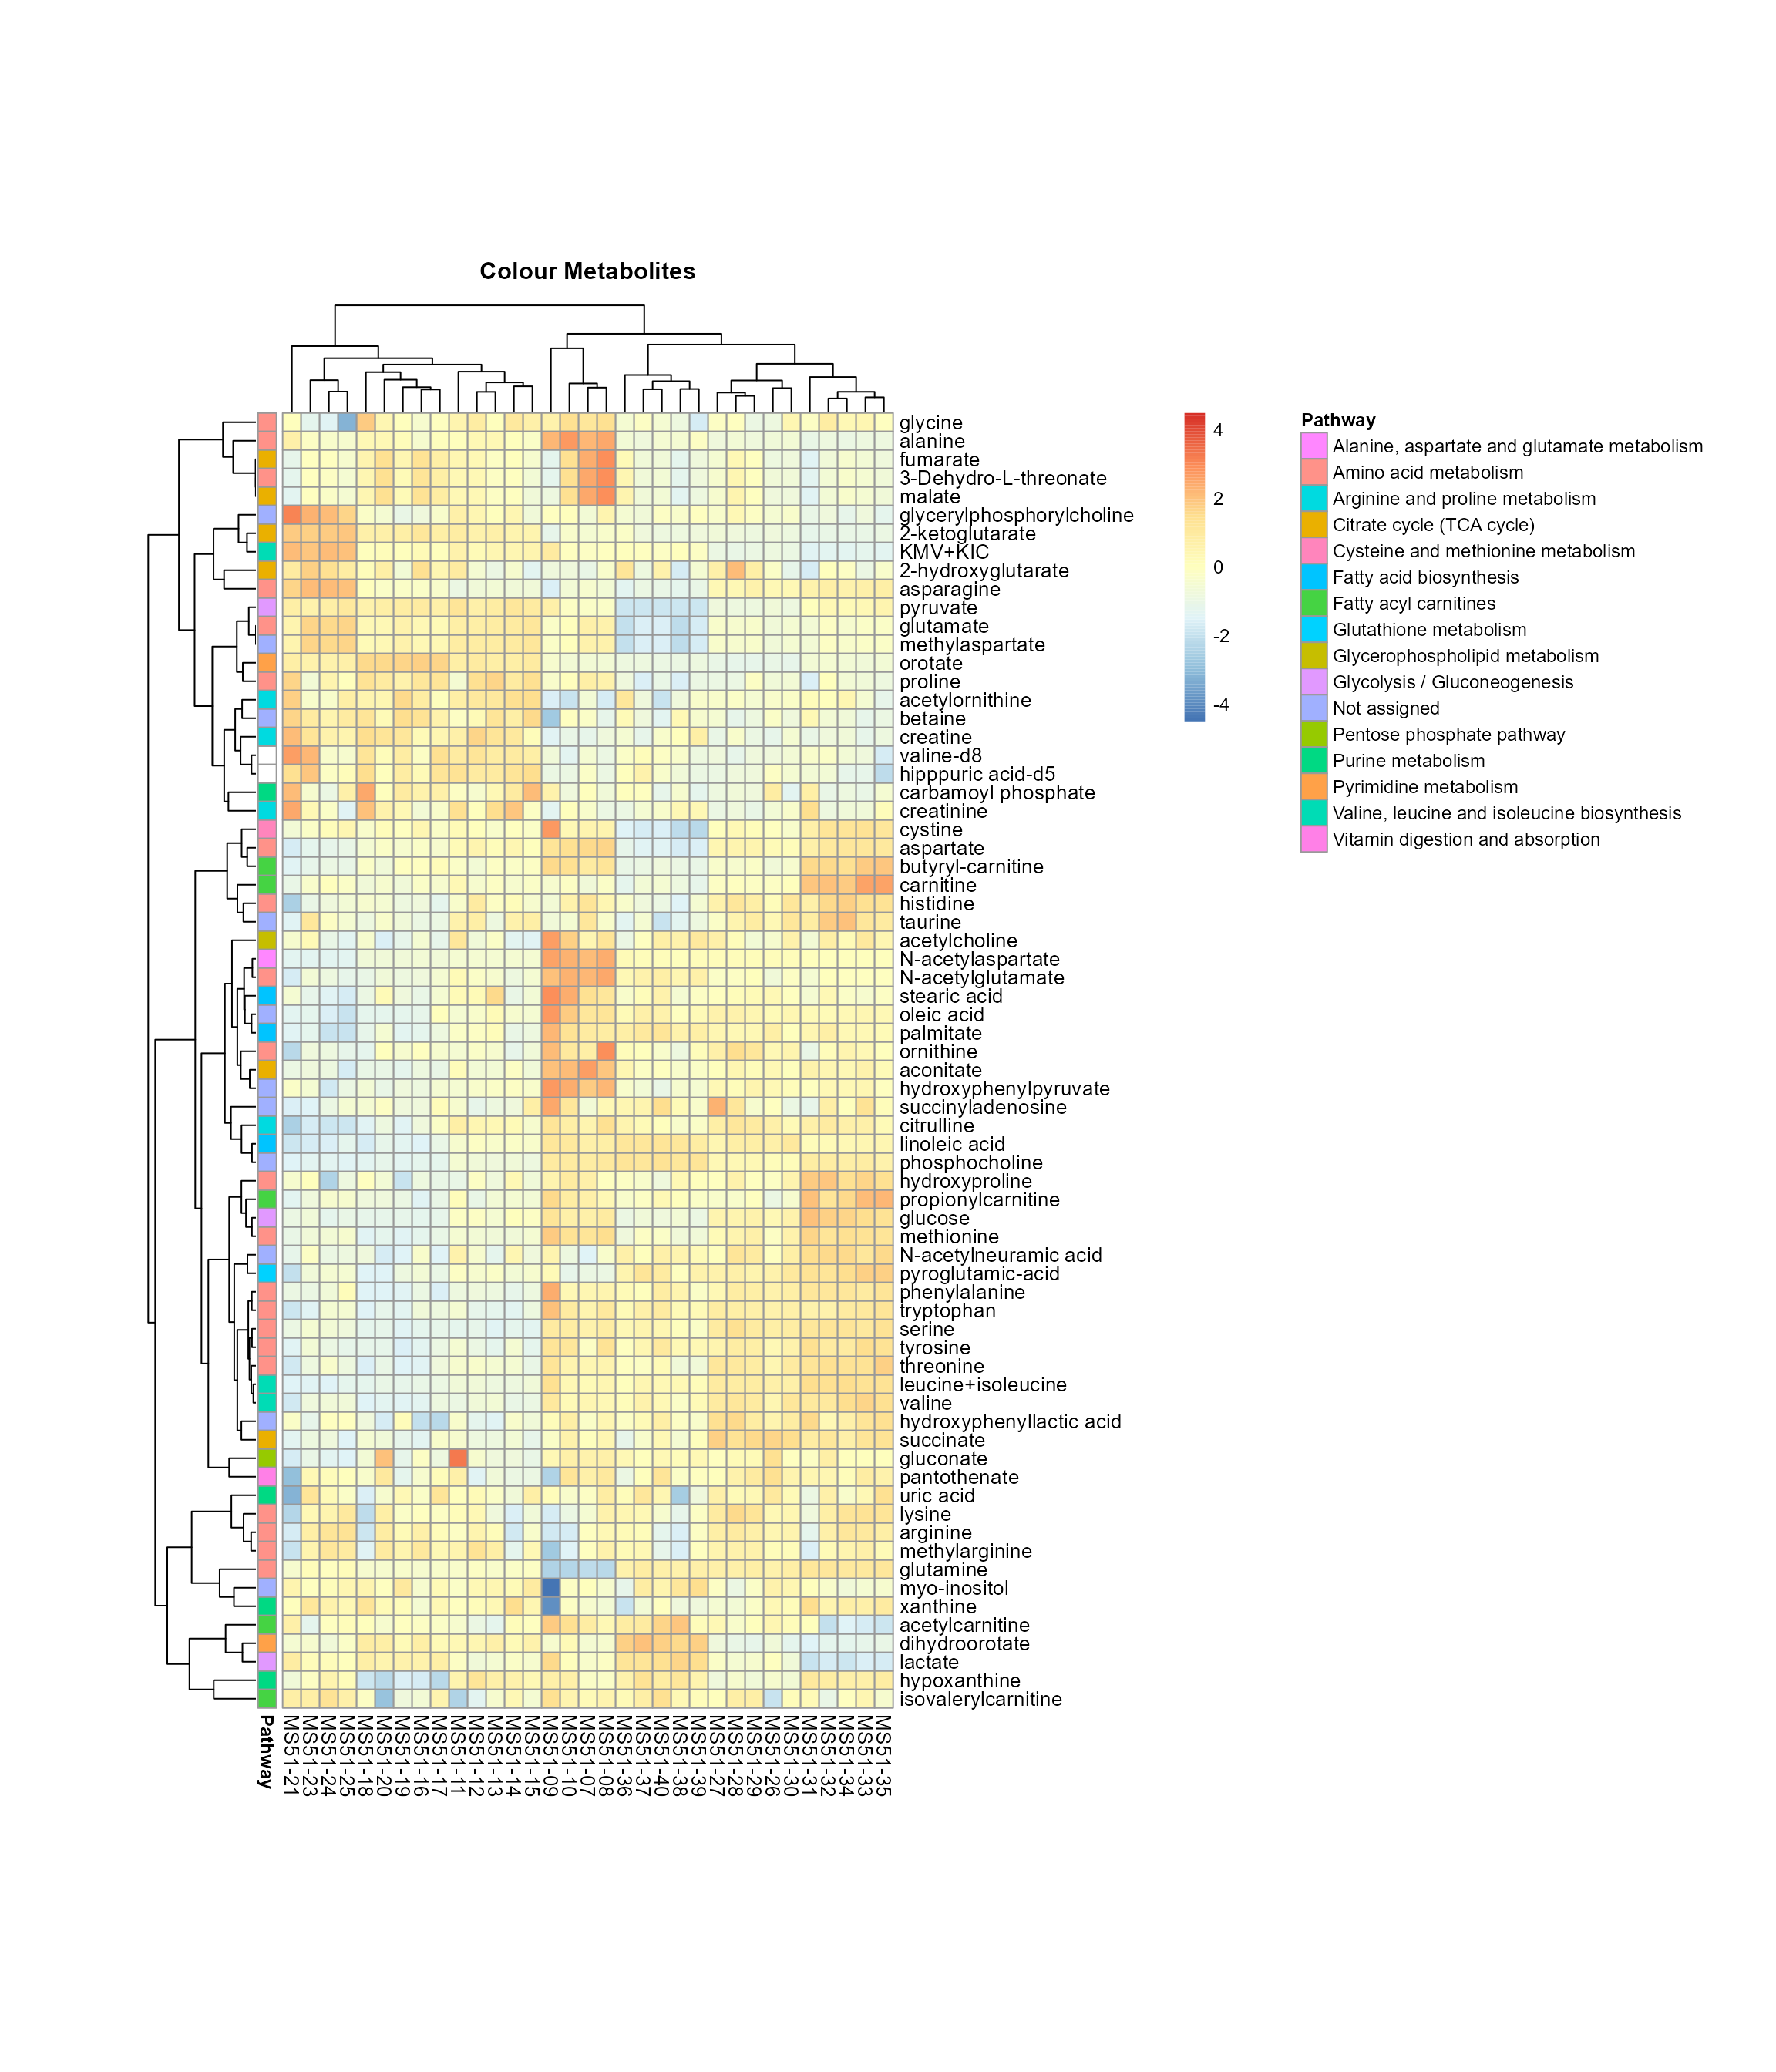 Colour Metabolites
glycine
alanine
fumarate
3-Dehydro-L-threonate
malate
glycerylphosphorylcholine
2-ketoglutarate
KMV+KIC
2-hydroxyglutarate
asparagine
pyruvate
glutamate
methylaspartate
orotate
proline
acetylornithine
betaine
creatine
valine-d8
hipppuric acid-d5
carbamoyl phosphate
creatinine
cystine
aspartate
butyryl-carnitine
carnitine
histidine
taurine
acetylcholine
N-acetylaspartate
N-acetylglutamate
stearic acid
oleic acid
palmitate
ornithine
aconitate
hydroxyphenylpyruvate
succinyladenosine
citrulline
linoleic acid
phosphocholine
hydroxyproline
propionylcarnitine
glucose
methionine
N-acetylneuramic acid
pyroglutamic-acid
phenylalanine
tryptophan
serine
tyrosine
threonine
leucine+isoleucine
valine
hydroxyphenyllactic acid
succinate
gluconate
pantothenate
uric acid
lysine
arginine
methylarginine
glutamine
myo-inositol
xanthine
acetylcarnitine
dihydroorotate
lactate
hypoxanthine
isovalerylcarnitine
4
2
0
-2
-4
Pathway
Alanine, aspartate and glutamate metabolism
Amino acid metabolism
Arginine and proline metabolism
Citrate cycle (TCA cycle)
Cysteine and methionine metabolism
Fatty acid biosynthesis
Fatty acyl carnitines
Glutathione metabolism
Glycerophospholipid metabolism
Glycolysis / Gluconeogenesis
Not assigned
Pentose phosphate pathway
Purine metabolism
Pyrimidine metabolism
Valine, leucine and isoleucine biosynthesis
Vitamin digestion and absorption
Pathway
MS51-21
MS51-23
MS51-24
MS51-25
MS51-18
MS51-20
MS51-19
MS51-16
MS51-17
MS51-11
MS51-12
MS51-13
MS51-14
MS51-15
MS51-09
MS51-10
MS51-07
MS51-08
MS51-36
MS51-37
MS51-40
MS51-38
MS51-39
MS51-27
MS51-28
MS51-29
MS51-26
MS51-30
MS51-31
MS51-32
MS51-34
MS51-33
MS51-35